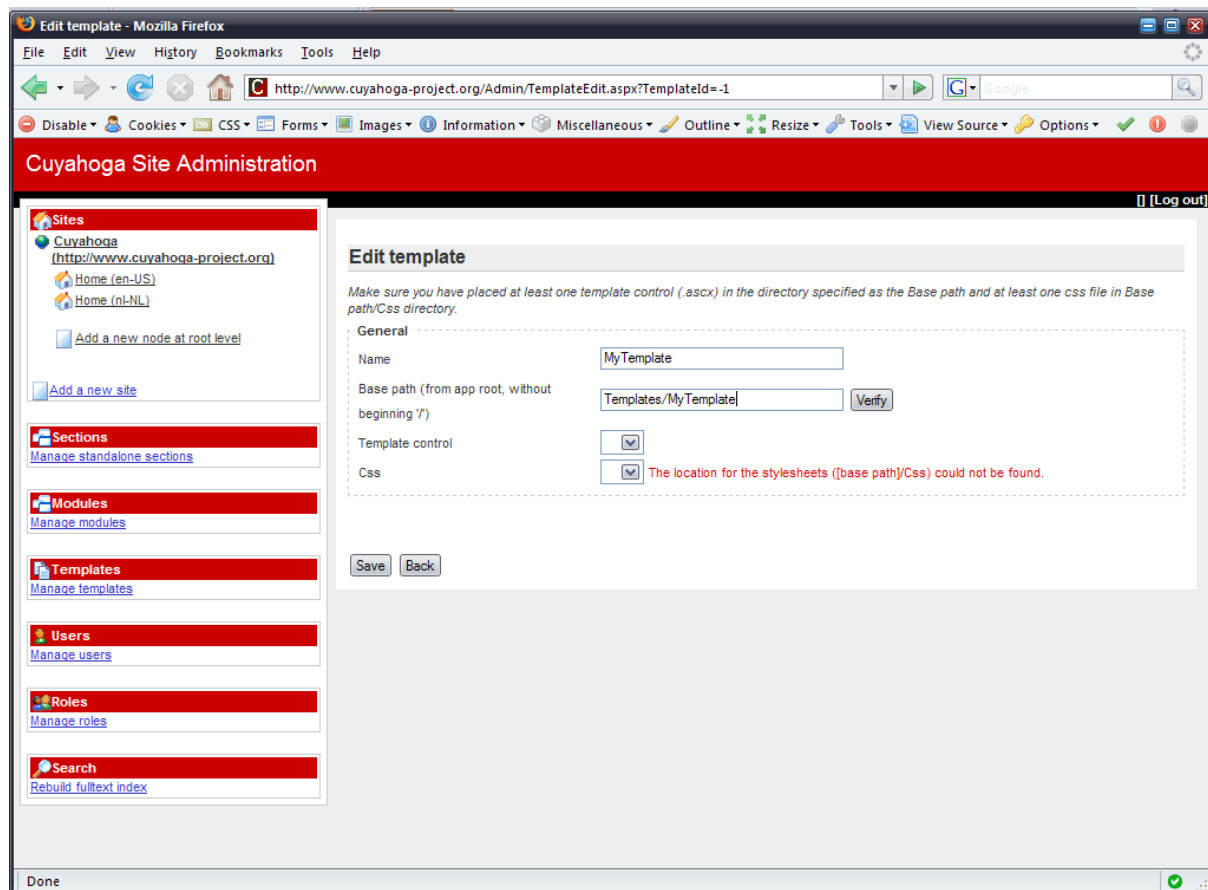 Edit template - Mozilla Firefox
File Edit View History Bookmarks Tools Help
http://www.cuyahoga-project.org/Admin/TemplateEdit.aspx?TemplateId=-1
G
Google
Disable Cookies CSS Forms Images Information Miscellaneous Outline Resize Tools View Source Options
Cuyahoga Site Administration
[] [Log out]
Sites
Cuyahoga
(http://www.cuyahoga-project.org)
Home (en-US)
Home (nl-NL)
Add a new node at root level
Add a new site
Sections
Manage standalone sections
Modules
Manage modules
Templates
Manage templates
Users
Manage users
Roles
Manage roles
Search
Rebuild fulltext index
Edit template
Make sure you have placed at least one template control (.ascx) in the directory specified as the Base path and at least one css file in Base
path/Css directory.
General
Name
MyTemplate
Base path (from app root, without
beginning '/')
Templates/MyTemplate
Verify
Template control
Css
The location for the stylesheets ([base path]/Css) could not be found.
Save Back
Done